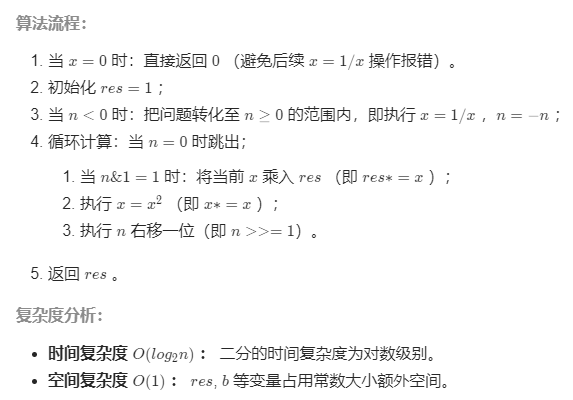 算法流程：
1. 当 x = 0 时：直接返回 0 （避免后续 x = 1/x 操作报错）。
2. 初始化 res = 1 ；
3. 当 n < 0 时：把问题转化至 n ≥ 0 的范围内，即执行 x = 1/x ，n = −n ；
4. 循环计算：当 n = 0 时跳出；
1. 当 n&1 = 1 时：将当前 x 乘入 res （即 res∗ = x ）；
2. 执行 x = x² （即 x∗ = x ）；
3. 执行 n 右移一位（即 n >>= 1）。
5. 返回 res 。
复杂度分析：
• 时间复杂度 O(log₂n) ： 二分的时间复杂度为对数级别。
• 空间复杂度 O(1) ： res, b 等变量占用常数大小额外空间。